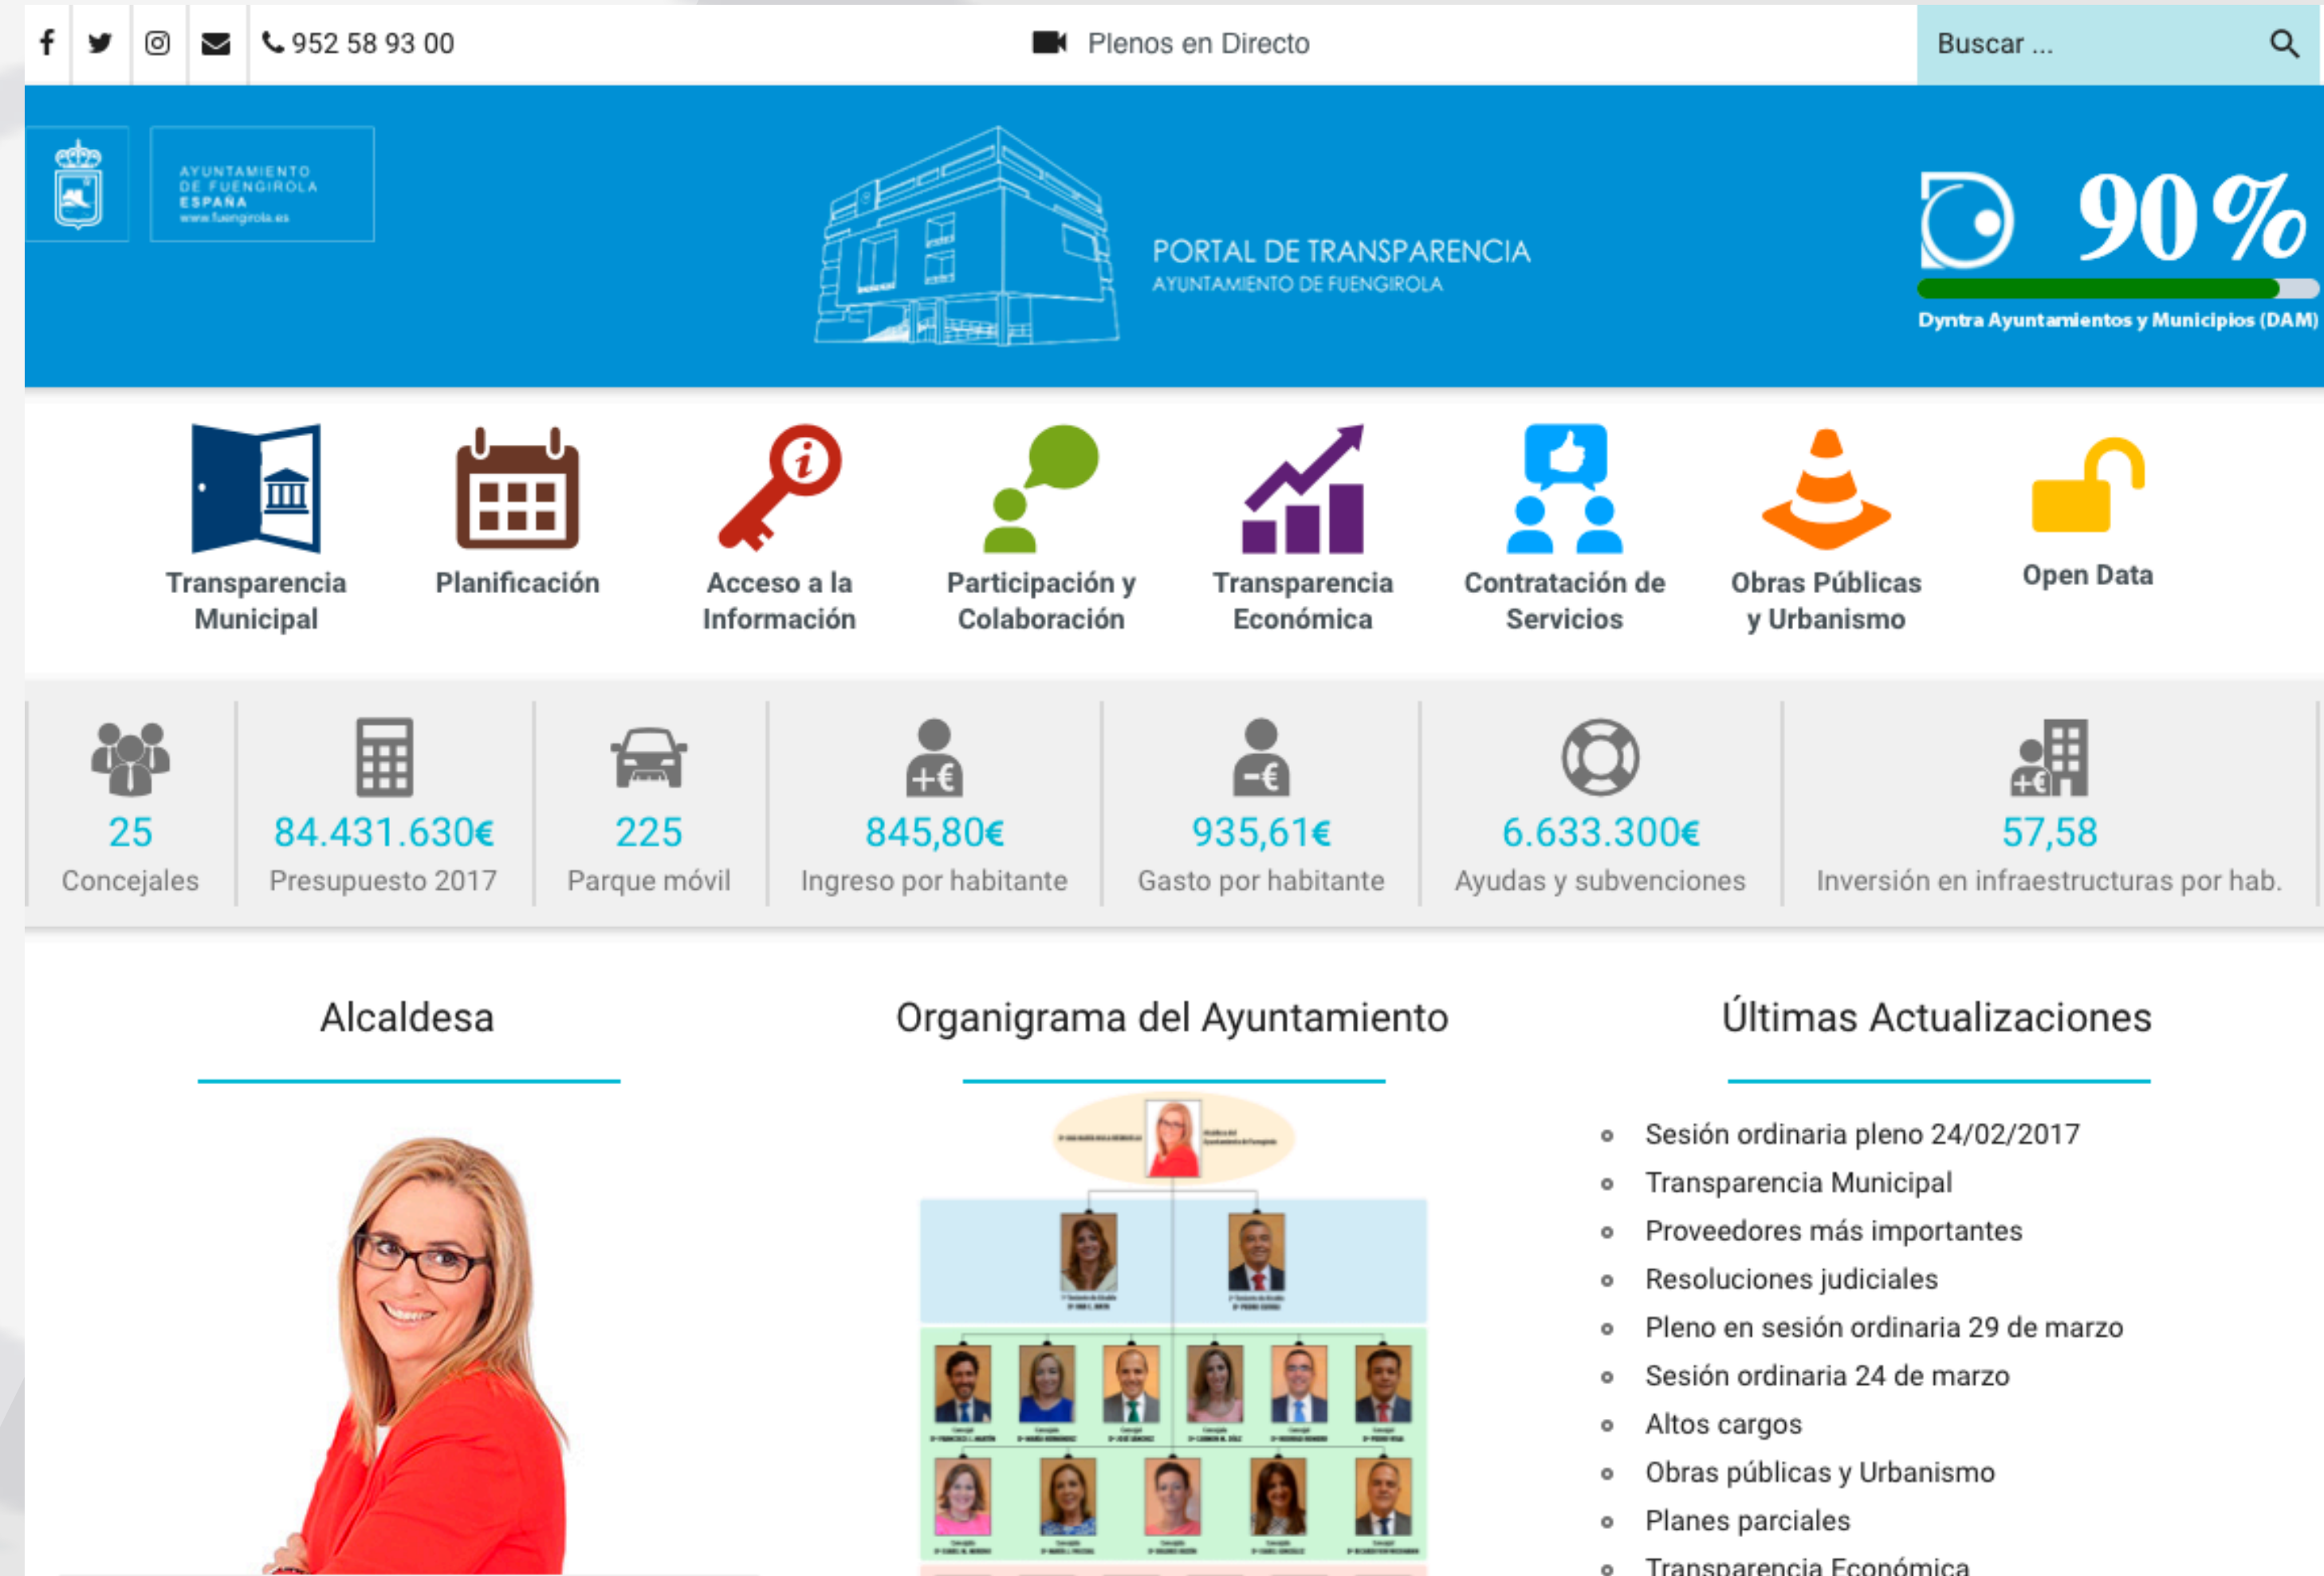 952 58 93 00
Plenos en Directo
Buscar ...
AYUNTAMIENTO
DE FUENGIROLA
ESPAÑA
www.fuengirola.es
PORTAL DE TRANSPARENCIA
AYUNTAMIENTO DE FUENGIROLA
90%
Dyntra Ayuntamientos y Municipios (DAM)
Transparencia
Municipal
Planificación
Acceso a la
Información
Participación y
Colaboración
Transparencia
Económica
Contratación de
Servicios
Obras Públicas
y Urbanismo
Open Data
25
Concejales
84.431.630€
Presupuesto 2017
225
Parque móvil
845,80€
Ingreso por habitante
935,61€
Gasto por habitante
6.633.300€
Ayudas y subvenciones
57,58
Inversión en infraestructuras por hab.
Alcaldesa
Organigrama del Ayuntamiento
Últimas Actualizaciones
Sesión ordinaria pleno 24/02/2017
Transparencia Municipal
Proveedores más importantes
Resoluciones judiciales
Pleno en sesión ordinaria 29 de marzo
Sesión ordinaria 24 de marzo
Altos cargos
Obras públicas y Urbanismo
Planes parciales
Transparencia Económica